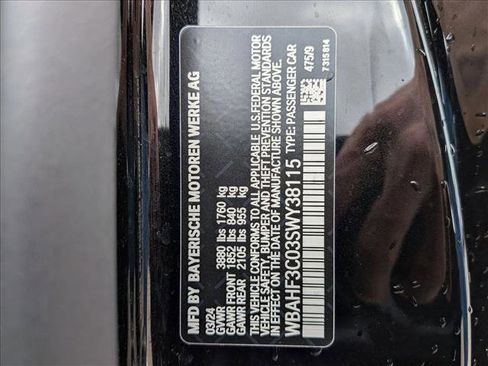 MFD BY BAYERISCHE MOTOREN WERKE AG
03/24
GVWR 3880 lbs 1760 kg
GAWR FRONT 1852 lbs 840 kg
GAWR REAR 2105 lbs 955 kg
THIS VEHICLE CONFORMS TO ALL APPLICABLE U.S.FEDERAL MOTOR
VEHICLE SAFETY, BUMPER AND THEFT PREVENTION STANDARDS
IN EFFECT ON THE DATE OF MANUFACTURE SHOWN ABOVE.
WBAHF3C03SWY38115 TYPE: PASSENGER CAR
475/9
7315814